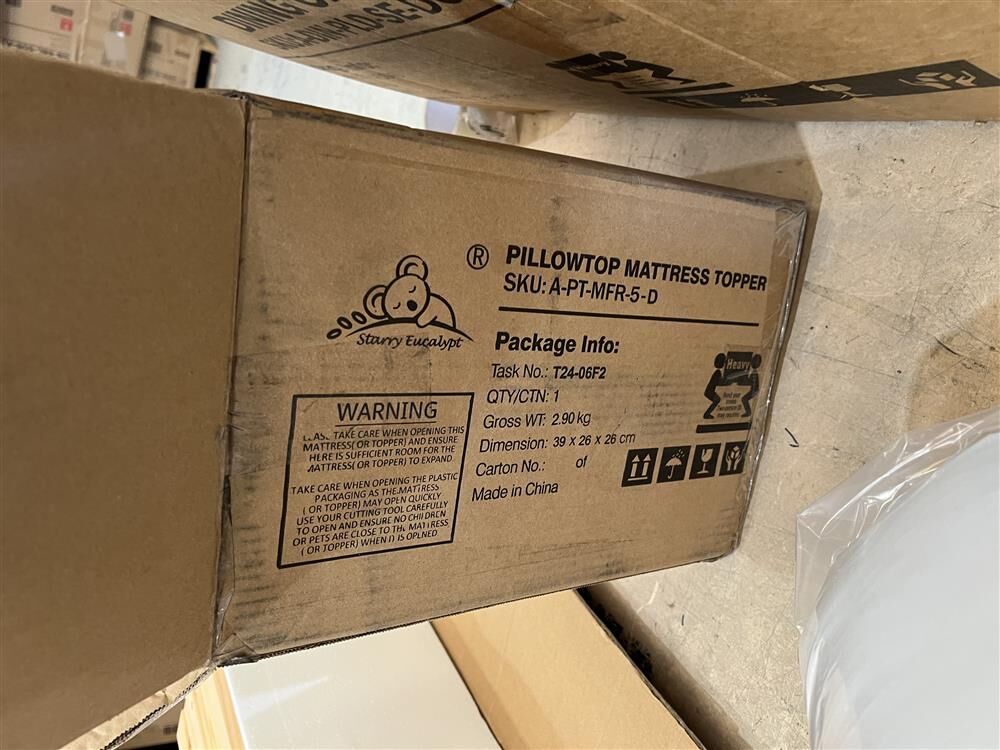 DINING C
®
PILLOWTOP MATTRESS TOPPER
SKU: A-PT-MFR-5-D
Starry Eucalypt
Package Info:
Task No.: T24-06F2
QTY/CTN: 1
Gross WT: 2.90 kg
Dimension: 39 x 26 x 26 cm
Carton No.: of
Made in China
Heavy
WARNING
TAKE CARE WHEN OPENING THIS
MATTRESS( OR TOPPER) AND ENSURE
HERE IS SUFFICIENT ROOM FOR THE
MATTRESS( OR TOPPER) TO EXPAND
TAKE CARE WHEN OPENING THE PLASTIC
PACKAGING AS THE MATTRESS
( OR TOPPER) MAY OPEN QUICKLY
USE YOUR CUTTING TOOL CAREFULLY
TO OPEN AND ENSURE NO CHILDREN
OR PETS ARE CLOSE TO THE MATTRESS
( OR TOPPER) WHEN IT IS OPENED